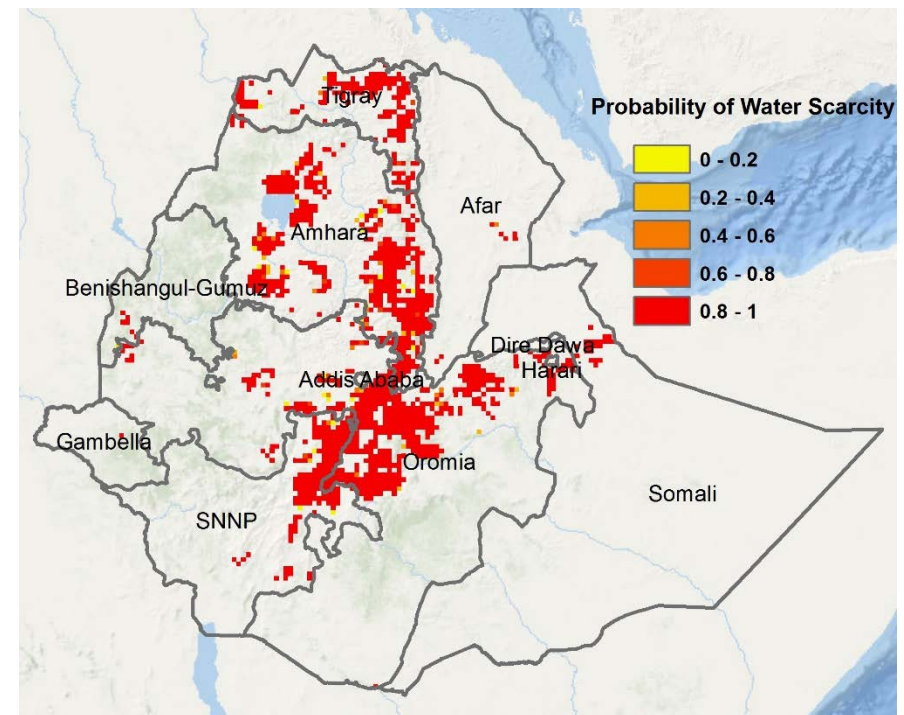 Tigray
Probability of Water Scarcity
0 - 0.2
0.2 - 0.4
0.4 - 0.6
0.6 - 0.8
0.8 - 1
Afar
Amhara
Benishangul-Gumuz
Dire Dawa
Harari
Addis Ababa
Gambella
Oromia
Somali
SNNP